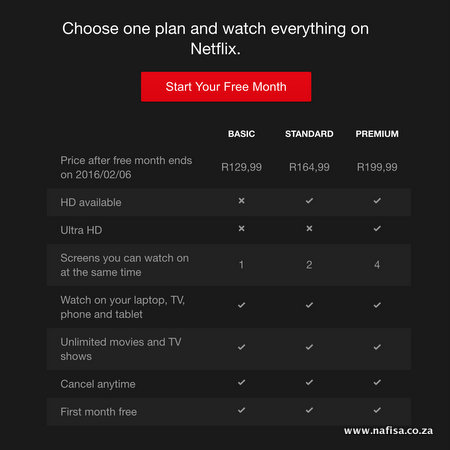 Choose one plan and watch everything on
Netflix.
Start Your Free Month
BASIC STANDARD PREMIUM
Price after free month ends
on 2016/02/06 R129,99 R164,99 R199,99
HD available × ✓ ✓
Ultra HD × × ✓
Screens you can watch on
at the same time 1 2 4
Watch on your laptop, TV,
phone and tablet ✓ ✓ ✓
Unlimited movies and TV
shows ✓ ✓ ✓
Cancel anytime ✓ ✓ ✓
First month free ✓ ✓ ✓
www.nafisa.co.za